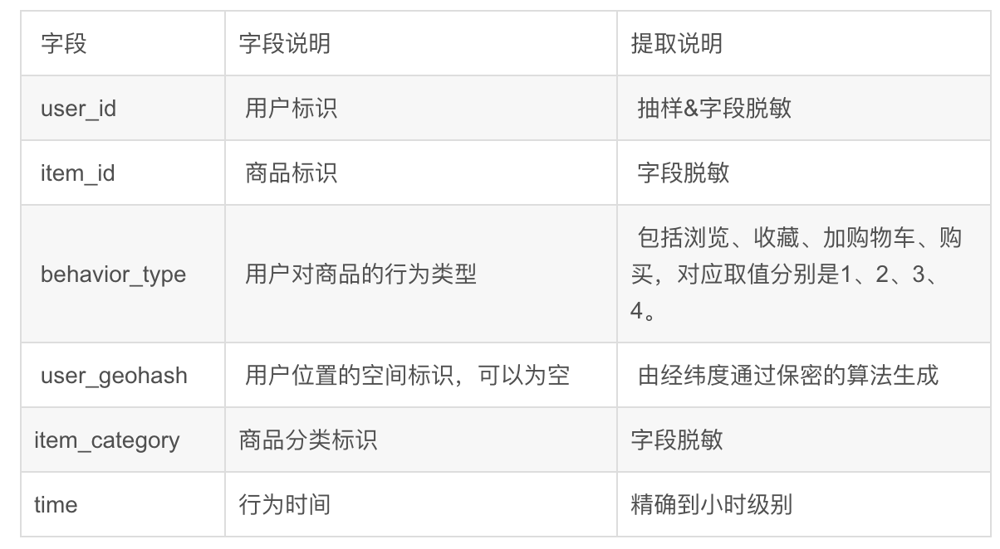 字段 字段说明 提取说明
user_id 用户标识 抽样&字段脱敏
item_id 商品标识 字段脱敏
behavior_type 用户对商品的行为类型 包括浏览、收藏、加购物车、购
买，对应取值分别是1、2、3、
4。
user_geohash 用户位置的空间标识，可以为空 由经纬度通过保密的算法生成
item_category 商品分类标识 字段脱敏
time 行为时间 精确到小时级别